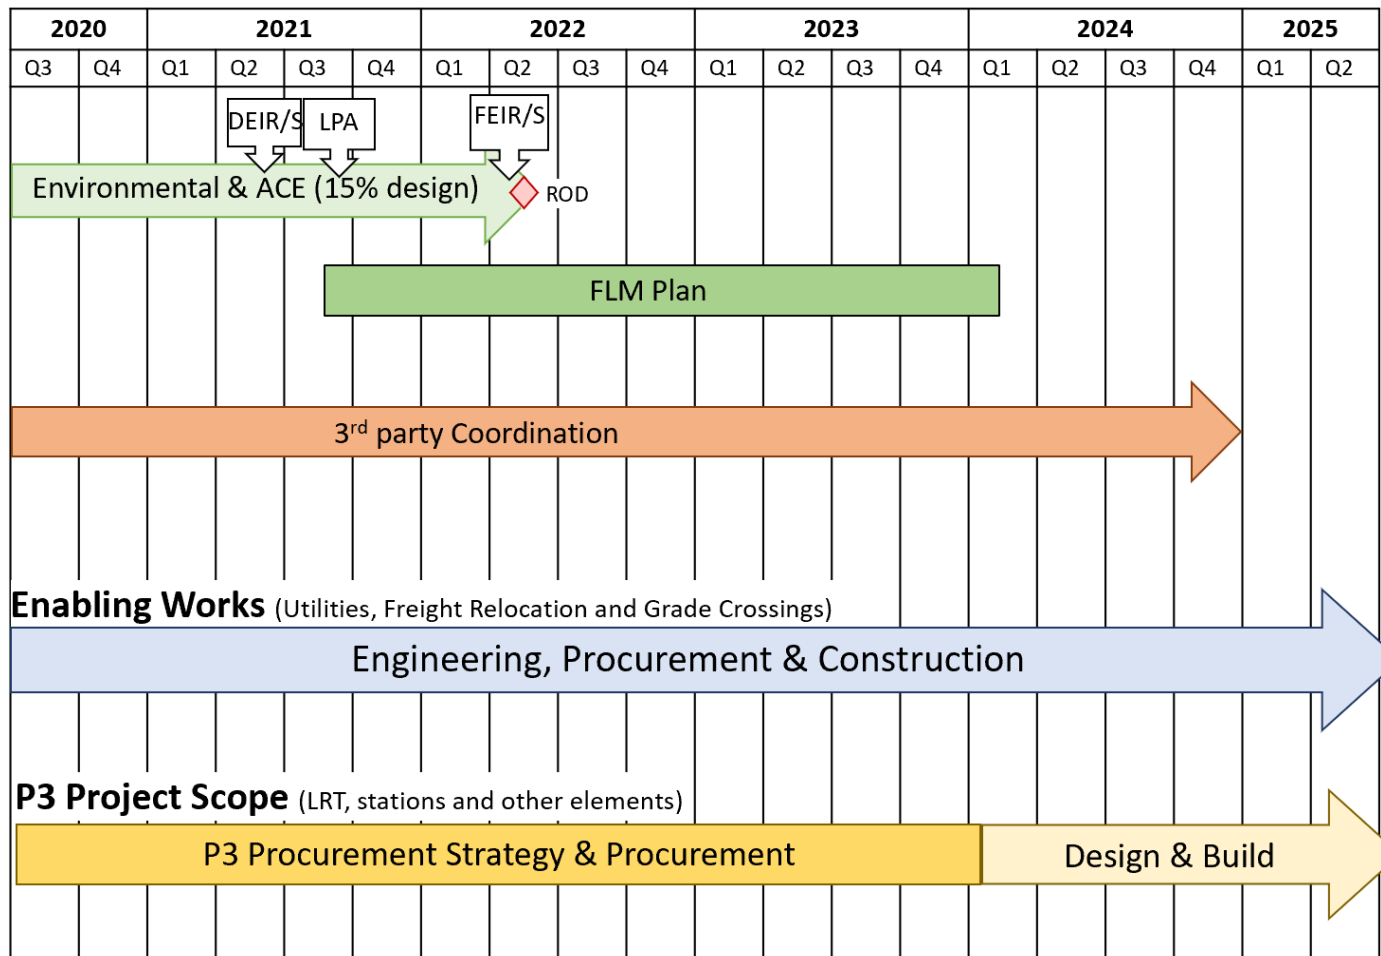 2020 2021 2022 2023 2024 2025
Q3 Q4 Q1 Q2 Q3 Q4 Q1 Q2 Q3 Q4 Q1 Q2 Q3 Q4 Q1 Q2 Q3 Q4 Q1 Q2
DEIR/S LPA FEIR/S
Environmental & ACE (15% design) ROD
FLM Plan
3rd party Coordination
Enabling Works (Utilities, Freight Relocation and Grade Crossings)
Engineering, Procurement & Construction
P3 Project Scope (LRT, stations and other elements)
P3 Procurement Strategy & Procurement Design & Build